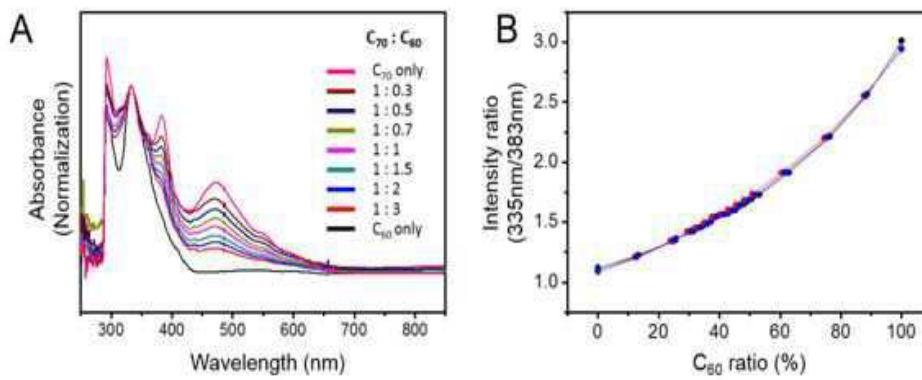 A
C70 : C60
C70 only
1 : 0.3
1 : 0.5
1 : 0.7
1 : 1
1 : 1.5
1 : 2
1 : 3
C60 only
Absorbance
(Normalization)
300 400 500 600 700 800
Wavelength (nm)
B
3.0
2.5
2.0
1.5
1.0
Intensity ratio
(335nm/383nm)
0 20 40 60 80 100
C60 ratio (%)